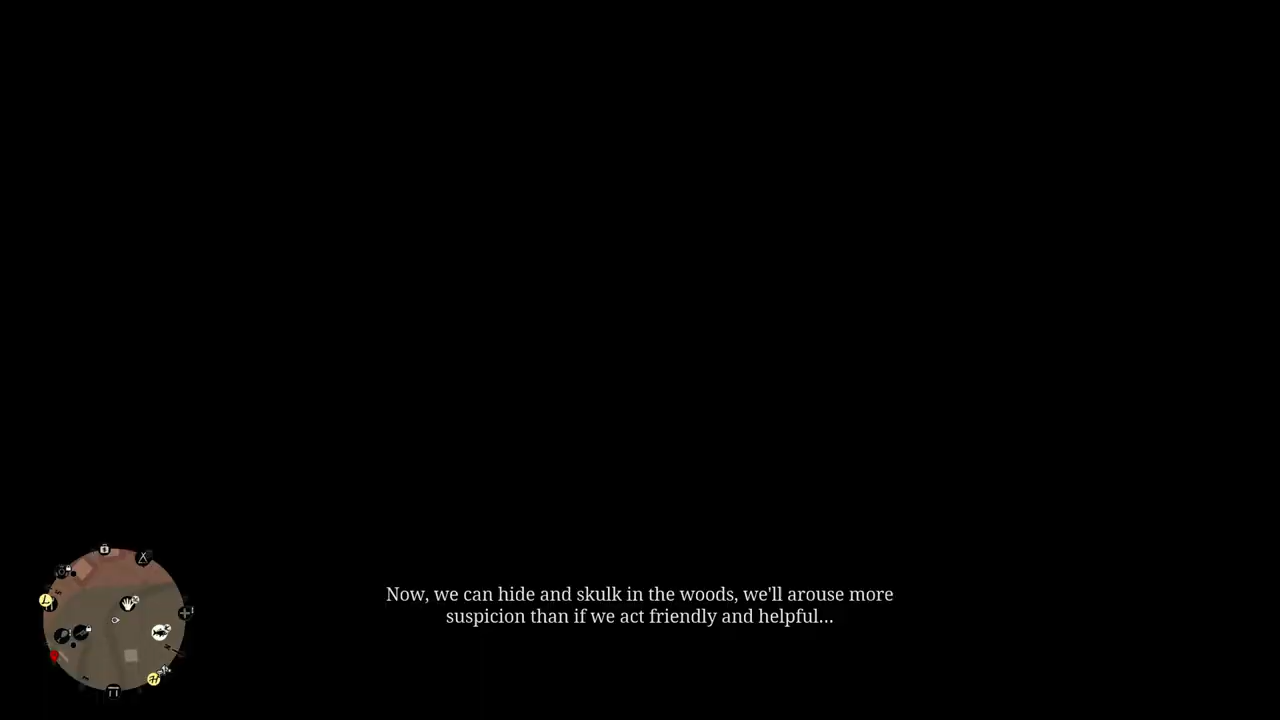 Now, we can hide and skulk in the woods, we'll arouse more
suspicion than if we act friendly and helpful...
L
H